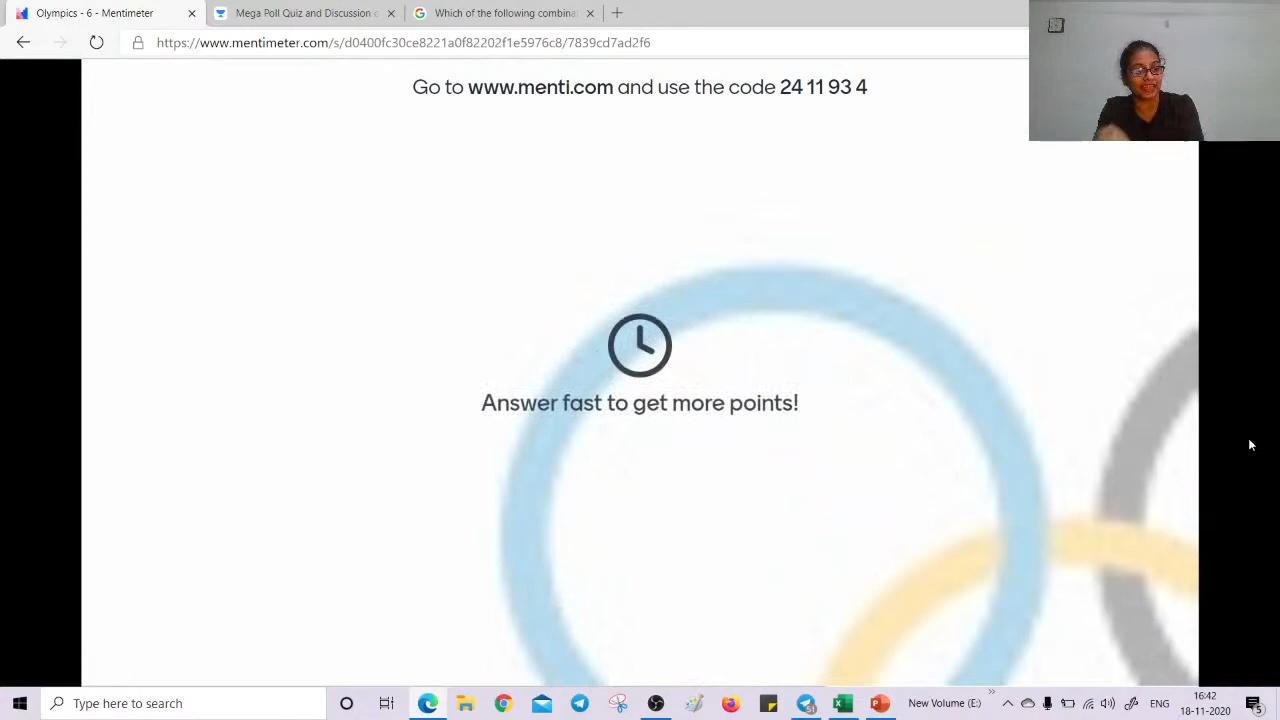 Olympics - 6 - Mentimeter
Mega Poll Quiz and Discussion e
Which of the following combina
https://www.mentimeter.com/s/d0400fc30ce8221a0f82202f1e5976c8/7839cd7ad2f6
Go to www.menti.com and use the code 24 11 93 4
Answer fast to get more points!
Type here to search
31
New Volume (E:)
ENG
16:42
18-11-2020
5